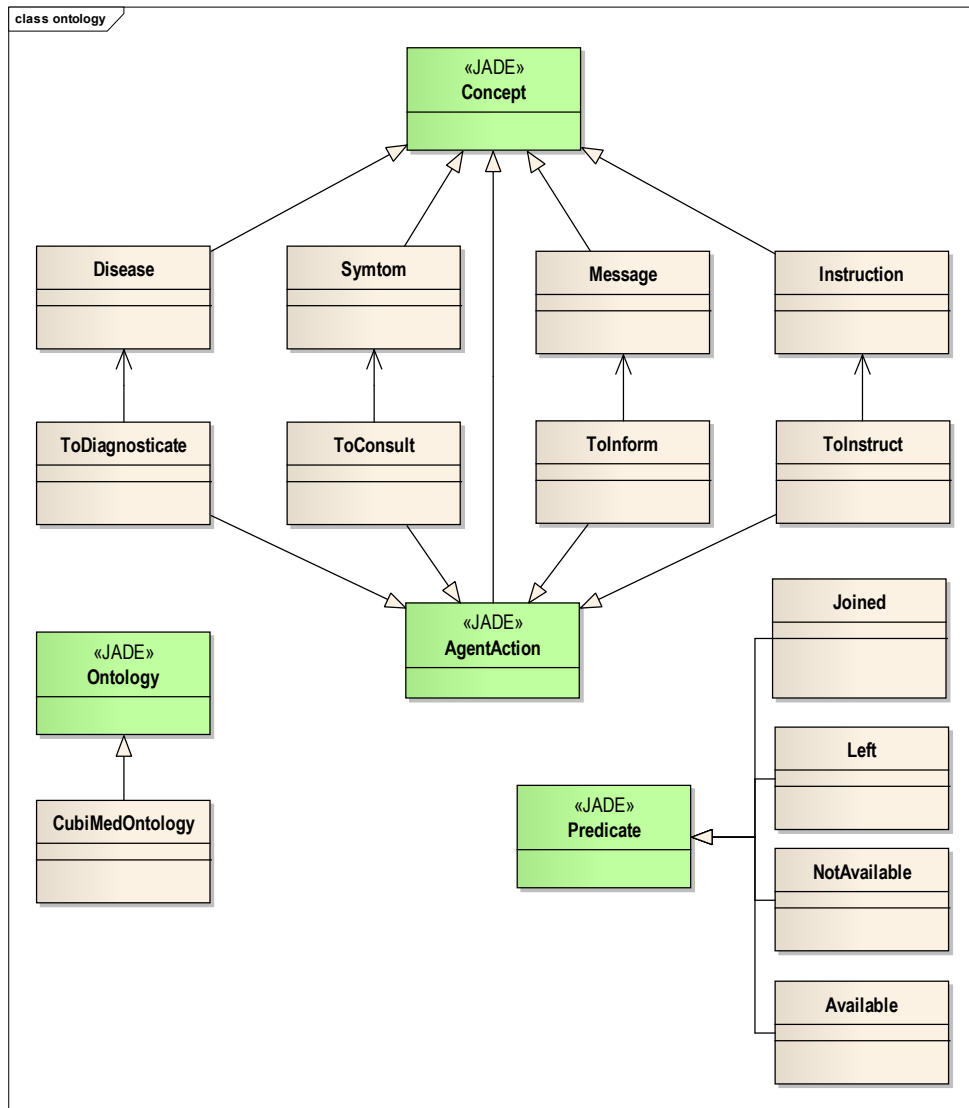 class ontology
«JADE»
Concept
Disease
Symtom
Message
Instruction
ToDiagnosticate
ToConsult
ToInform
ToInstruct
«JADE»
AgentAction
Joined
«JADE»
Ontology
Left
CubiMedOntology
«JADE»
Predicate
NotAvailable
Available